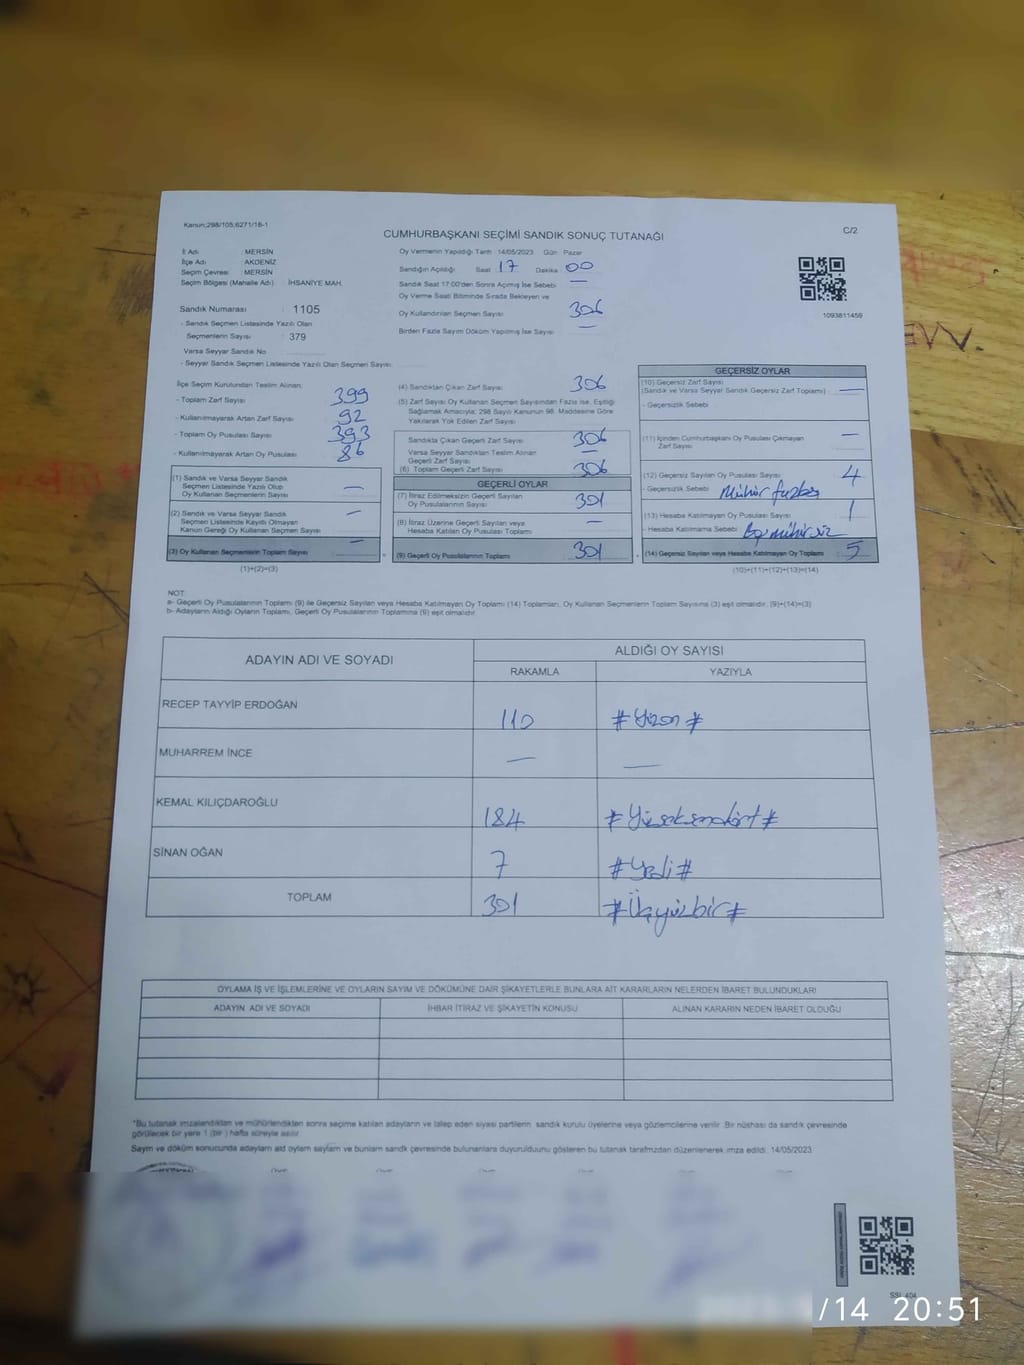 Kanun;298/105;6271/18-1
CUMHURBAŞKANI SEÇİMİ SANDIK SONUÇ TUTANAĞI
C/2
İl Adı : MERSİN
İlçe Adı : AKDENİZ
Seçim Çevresi : MERSİN
Seçim Bölgesi (Mahalle Adı) : İHSANİYE MAH.
Sandık Numarası : 1105
- Sandık Seçmen Listesinde Yazılı Olan
Seçmenlerin Sayısı : 379
Varsa Seyyar Sandık No
- Seyyar Sandık Seçmen Listesinde Yazılı Olan Seçmen Sayısı
Oy Vermenin Yapıldığı Tarih : 14/05/2023 Gün : Pazar
Sandığın Açıldığı Saat 17 Dakika 00
Sandık Saat 17:00'den Sonra Açılmış İse Sebebi —
Oy Verme Saati Bitiminde Sırada Bekleyen ve
Oy Kullandırılan Seçmen Sayısı 306
Birden Fazla Sayım Döküm Yapılmış İse Sayısı —
1093811459
İlçe Seçim Kurulundan Teslim Alınan;
- Toplam Zarf Sayısı 399
- Kullanılmayarak Artan Zarf Sayısı 92
- Toplam Oy Pusulası Sayısı 393
- Kullanılmayarak Artan Oy Pusulası 86
(1) Sandık ve Varsa Seyyar Sandık
Seçmen Listesinde Yazılı Olup
Oy Kullanan Seçmenlerin Sayısı —
(2) Sandık ve Varsa Seyyar Sandık
Seçmen Listesinde Kayıtlı Olmayan
Kanun Gereği Oy Kullanan Seçmen Sayısı —
(3) Oy Kullanan Seçmenlerin Toplam Sayısı —
(1)+(2)=(3)
(4) Sandıktan Çıkan Zarf Sayısı 306
(5) Zarf Sayısı Oy Kullanan Seçmen Sayısından Fazla ise, Eşitliği
Sağlamak Amacıyla; 298 Sayılı Kanunun 98. Maddesine Göre
Yakılarak Yok Edilen Zarf Sayısı
Sandıkta Çıkan Geçerli Zarf Sayısı 306
Varsa Seyyar Sandıktan Teslim Alınan
Geçerli Zarf Sayısı —
(6) Toplam Geçerli Zarf Sayısı 306
GEÇERLİ OYLAR
(7) İtiraz Edilmeksizin Geçerli Sayılan
Oy Pusulalarının Sayısı 301
(8) İtiraz Üzerine Geçerli Sayılan veya
Hesaba Katılan Oy Pusulası Toplamı —
(9) Geçerli Oy Pusulalarının Toplamı 301
GEÇERSİZ OYLAR
(10) Geçersiz Zarf Sayısı
(Sandık ve Varsa Seyyar Sandık Geçersiz Zarf Toplamı) : —
- Geçersizlik Sebebi
(11) İçinden Cumhurbaşkanı Oy Pusulası Çıkmayan
Zarf Sayısı —
(12) Geçersiz Sayılan Oy Pusulası Sayısı 4
- Geçersizlik Sebebi Mühür fazlası
(13) Hesaba Katılmayan Oy Pusulası Sayısı 1
- Hesaba Katılmama Sebebi mühürsüz
(14) Geçersiz Sayılan veya Hesaba Katılmayan Oy Toplamı 5
(10)+(11)+(12)+(13)=(14)
NOT:
a- Geçerli Oy Pusulalarının Toplamı (9) ile Geçersiz Sayılan veya Hesaba Katılmayan Oy Toplamı (14) Toplamları, Oy Kullanan Seçmenlerin Toplam Sayısına (3) eşit olmalıdır. (9)+(14)=(3)
b- Adayların Aldığı Oyların Toplamı, Geçerli Oy Pusulalarının Toplamına (9) eşit olmalıdır.
ADAYIN ADI VE SOYADI
ALDIĞI OY SAYISI
RAKAMLA YAZIYLA
RECEP TAYYİP ERDOĞAN 110 #Yüzon#
MUHARREM İNCE — —
KEMAL KILIÇDAROĞLU 184 #Yüzseksendört#
SİNAN OĞAN 7 #Yedi#
TOPLAM 301 #Üçyüzbir#
OYLAMA İŞ VE İŞLEMLERİNE VE OYLARIN SAYIM VE DÖKÜMÜNE DAİR ŞİKAYETLERLE BUNLARA AİT KARARLARIN NELERDEN İBARET BULUNDUKLARI
ADAYIN ADI VE SOYADI İHBAR İTİRAZ VE ŞİKAYETİN KONUSU ALINAN KARARIN NEDEN İBARET OLDUĞU
*Bu tutanak imzalandıktan ve mühürlendikten sonra seçime katılan adayların ve talep eden siyasi partilerin sandık kurulu üyelerine veya gözlemcilerine verilir. Bir nüshası da sandık çevresinde
görülecek bir yere 1 (bir) hafta süreyle asılır.
Sayım ve döküm sonucunda adayların ald oyların sayların ve bunların sandk çevresinde bulunanlara duyurulduunu gösteren bu tutanak tarafmzdan düzenlenerek imza edildi. 14/05/2023
/14 20:51